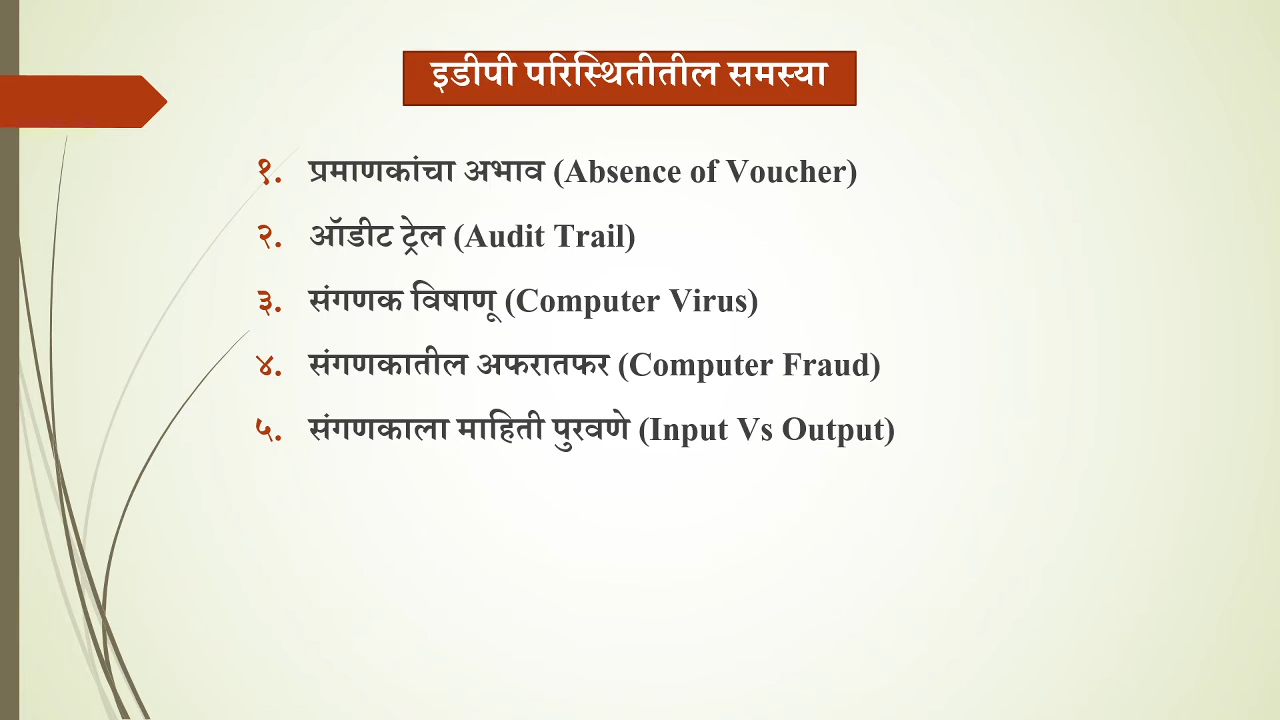 इडीपी परिस्थितीतील समस्या
१. प्रमाणकांचा अभाव (Absence of Voucher)
२. ऑडीट ट्रेल (Audit Trail)
३. संगणक विषाणू (Computer Virus)
४. संगणकातील अफरातफर (Computer Fraud)
५. संगणकाला माहिती पुरवणे (Input Vs Output)